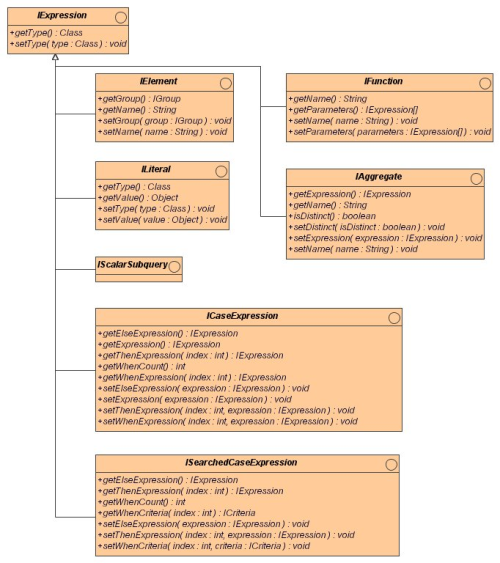 IExpression
+getType() : Class
+setType( type : Class ) : void
IElement
+getGroup() : IGroup
+getName() : String
+setGroup( group : IGroup ) : void
+setName( name : String ) : void
IFunction
+getName() : String
+getParameters() : IExpression[]
+setName( name : String ) : void
+setParameters( parameters : IExpression[] ) : void
ILiteral
+getType() : Class
+getValue() : Object
+setType( type : Class ) : void
+setValue( value : Object ) : void
IAggregate
+getExpression() : IExpression
+getName() : String
+isDistinct() : boolean
+setDistinct( isDistinct : boolean ) : void
+setExpression( expression : IExpression ) : void
+setName( name : String ) : void
IScalarSubquery
ICaseExpression
+getElseExpression() : IExpression
+getExpression() : IExpression
+getThenExpression( index : int ) : IExpression
+getWhenCount() : int
+getWhenExpression( index : int ) : IExpression
+setElseExpression( expression : IExpression ) : void
+setExpression( expression : IExpression ) : void
+setThenExpression( index : int, expression : IExpression ) : void
+setWhenExpression( index : int, expression : IExpression ) : void
ISearchedCaseExpression
+getElseExpression() : IExpression
+getThenExpression( index : int ) : IExpression
+getWhenCount() : int
+getWhenCriteria( index : int ) : ICriteria
+setElseExpression( expression : IExpression ) : void
+setThenExpression( index : int, expression : IExpression ) : void
+setWhenCriteria( index : int, criteria : ICriteria ) : void